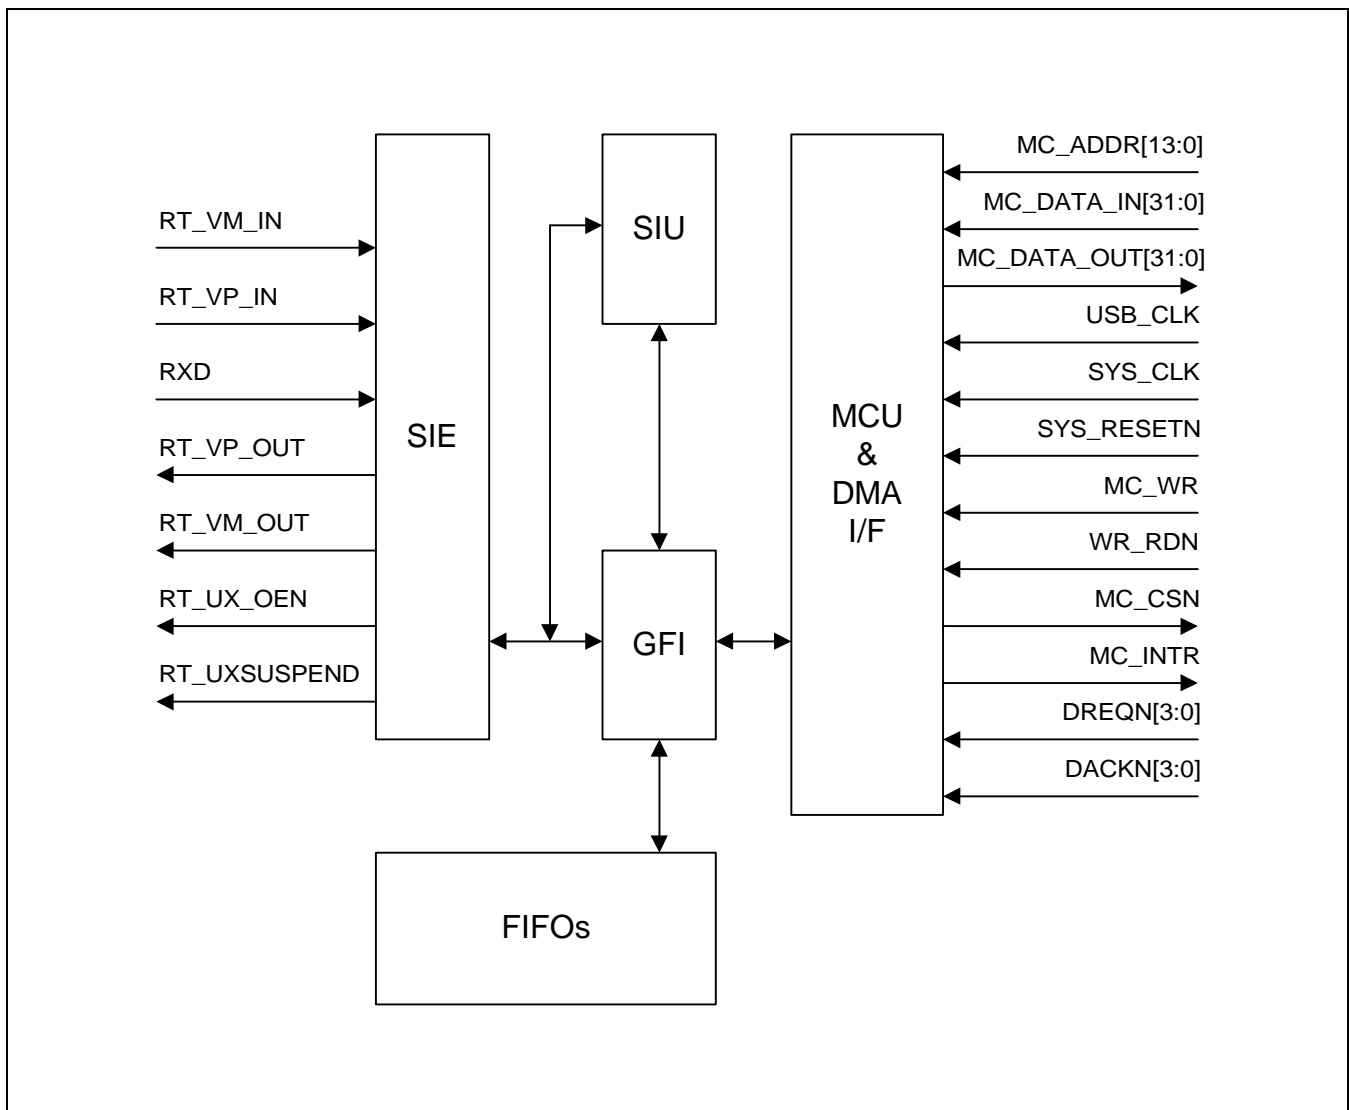 RT_VM_IN
RT_VP_IN
RXD
RT_VP_OUT
RT_VM_OUT
RT_UX_OEN
RT_UXSUSPEND
SIE
SIU
GFI
FIFOs
MCU
&
DMA
I/F
MC_ADDR[13:0]
MC_DATA_IN[31:0]
MC_DATA_OUT[31:0]
USB_CLK
SYS_CLK
SYS_RESETN
MC_WR
WR_RDN
MC_CSN
MC_INTR
DREQN[3:0]
DACKN[3:0]